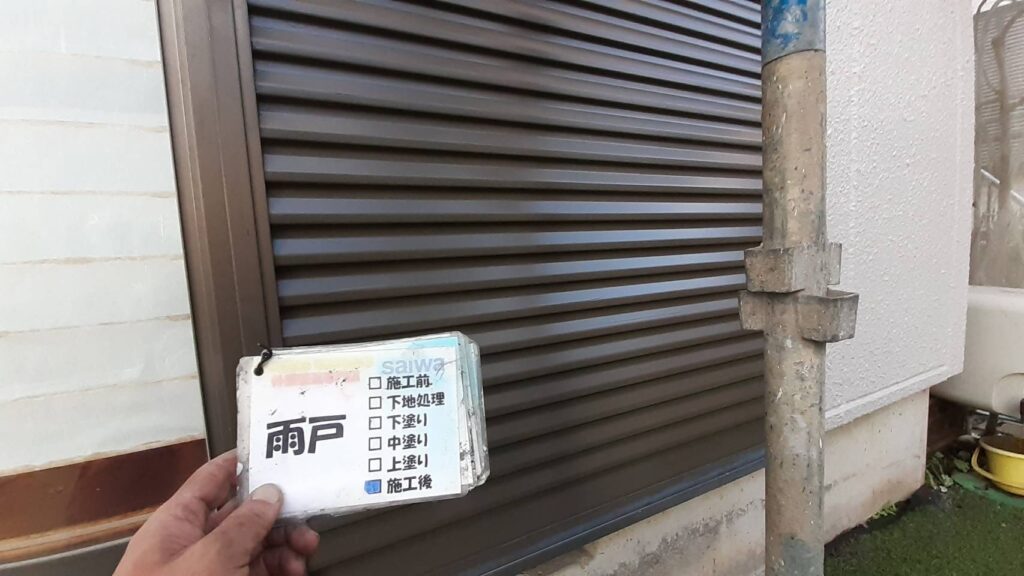 saiwa
雨戸
□ 施工前
□ 下地処理
□ 下塗り
□ 中塗り
□ 上塗り
■ 施工後